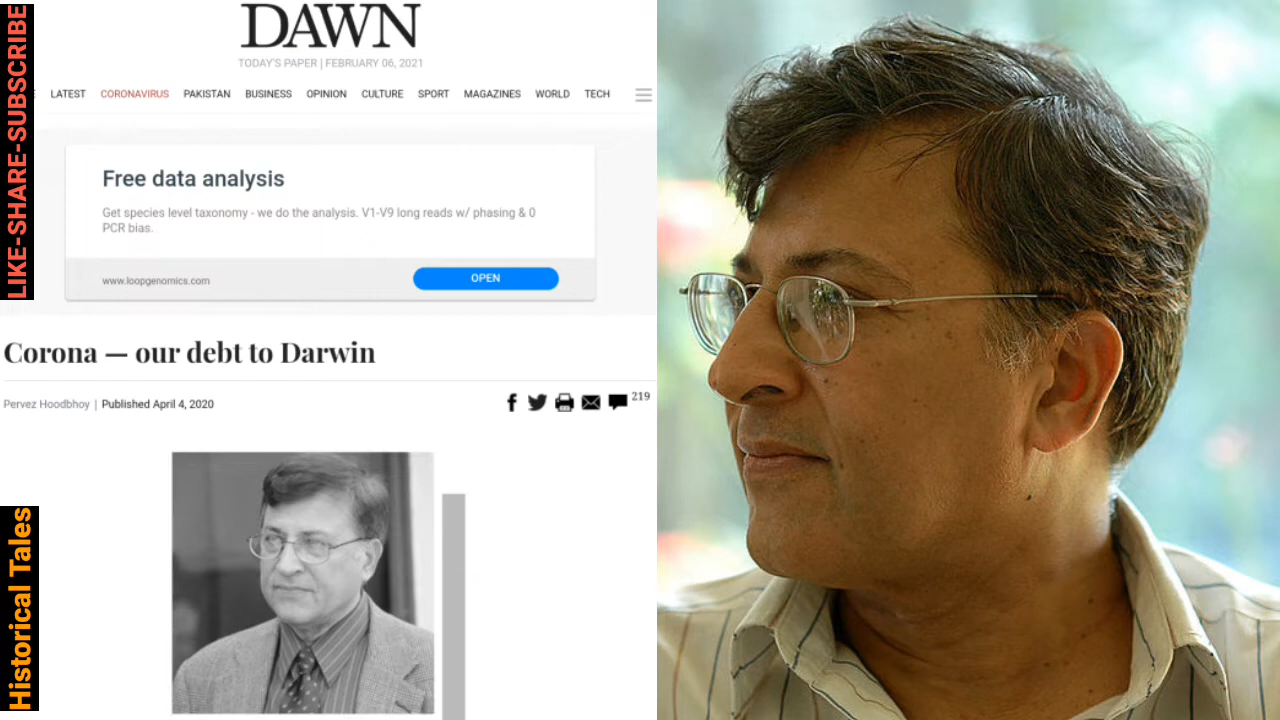 LIKE-SHARE-SUBSCRIBE
DAWN
TODAY'S PAPER | FEBRUARY 06, 2021
LATEST CORONAVIRUS PAKISTAN BUSINESS OPINION CULTURE SPORT MAGAZINES WORLD TECH
Free data analysis
Get species level taxonomy - we do the analysis. V1-V9 long reads w/ phasing & 0
PCR bias.
www.loopgenomics.com
OPEN
Corona — our debt to Darwin
Pervez Hoodbhoy | Published April 4, 2020
219
Historical Tales